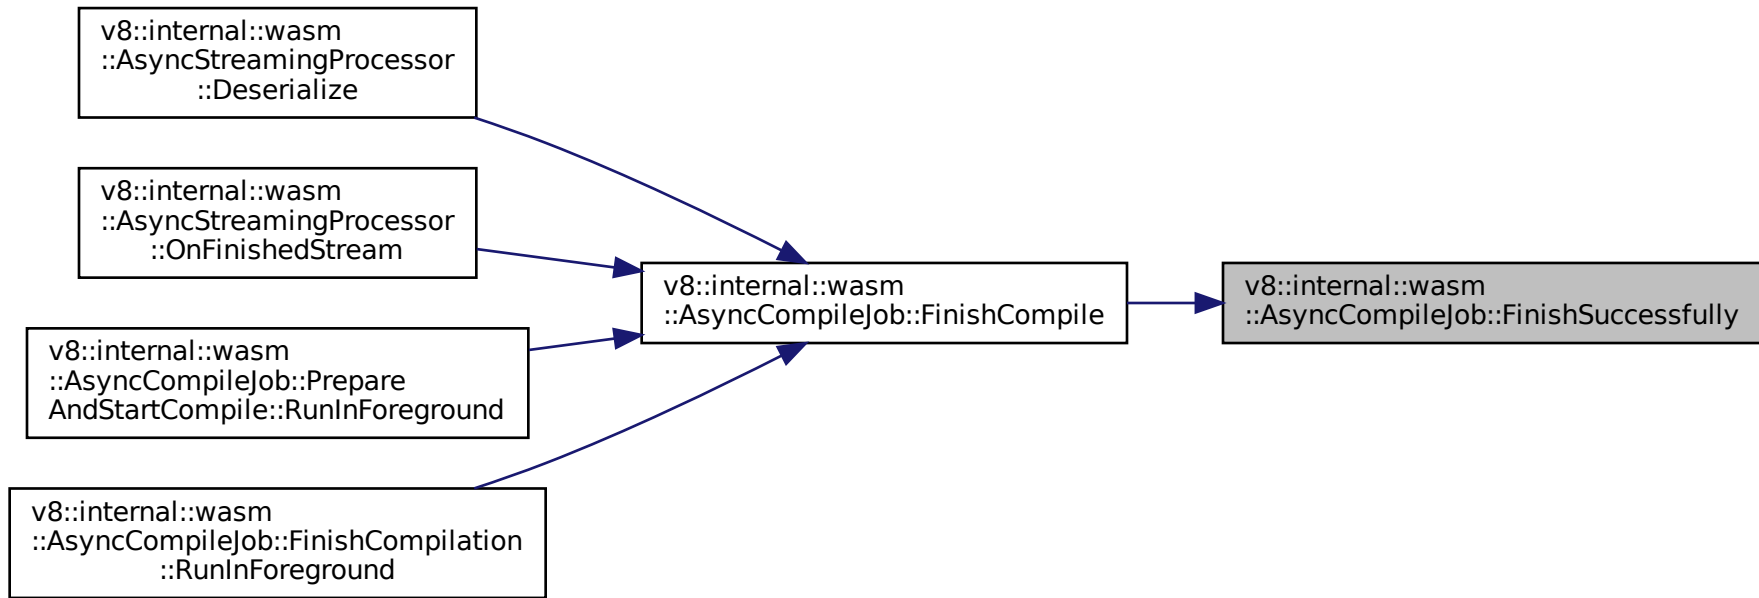 v8::internal::wasm
::AsyncStreamingProcessor
::Deserialize
v8::internal::wasm
::AsyncStreamingProcessor
::OnFinishedStream
v8::internal::wasm
::AsyncCompileJob::Prepare
AndStartCompile::RunInForeground
v8::internal::wasm
::AsyncCompileJob::FinishCompilation
::RunInForeground
v8::internal::wasm
::AsyncCompileJob::FinishCompile
v8::internal::wasm
::AsyncCompileJob::FinishSuccessfully